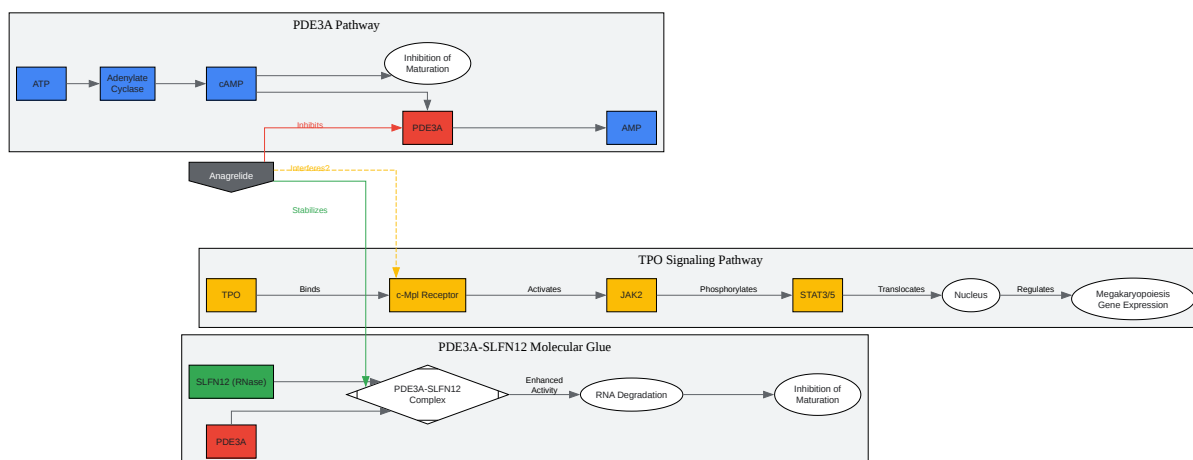 PDE3A Pathway
Inhibition of
Maturation
ATP
Adenylate
Cyclase
cAMP
Inhibits
PDE3A
AMP
Anagrelide
Interferes?
Stabilizes
TPO Signaling Pathway
TPO
Binds
c-Mpl Receptor
Activates
JAK2
Phosphorylates
STAT3/5
Translocates
Nucleus
Regulates
Megakaryopoiesis
Gene Expression
PDE3A-SLFN12 Molecular Glue
SLFN12 (RNase)
PDE3A-SLFN12
Complex
Enhanced
Activity
RNA Degradation
Inhibition of
Maturation
PDE3A